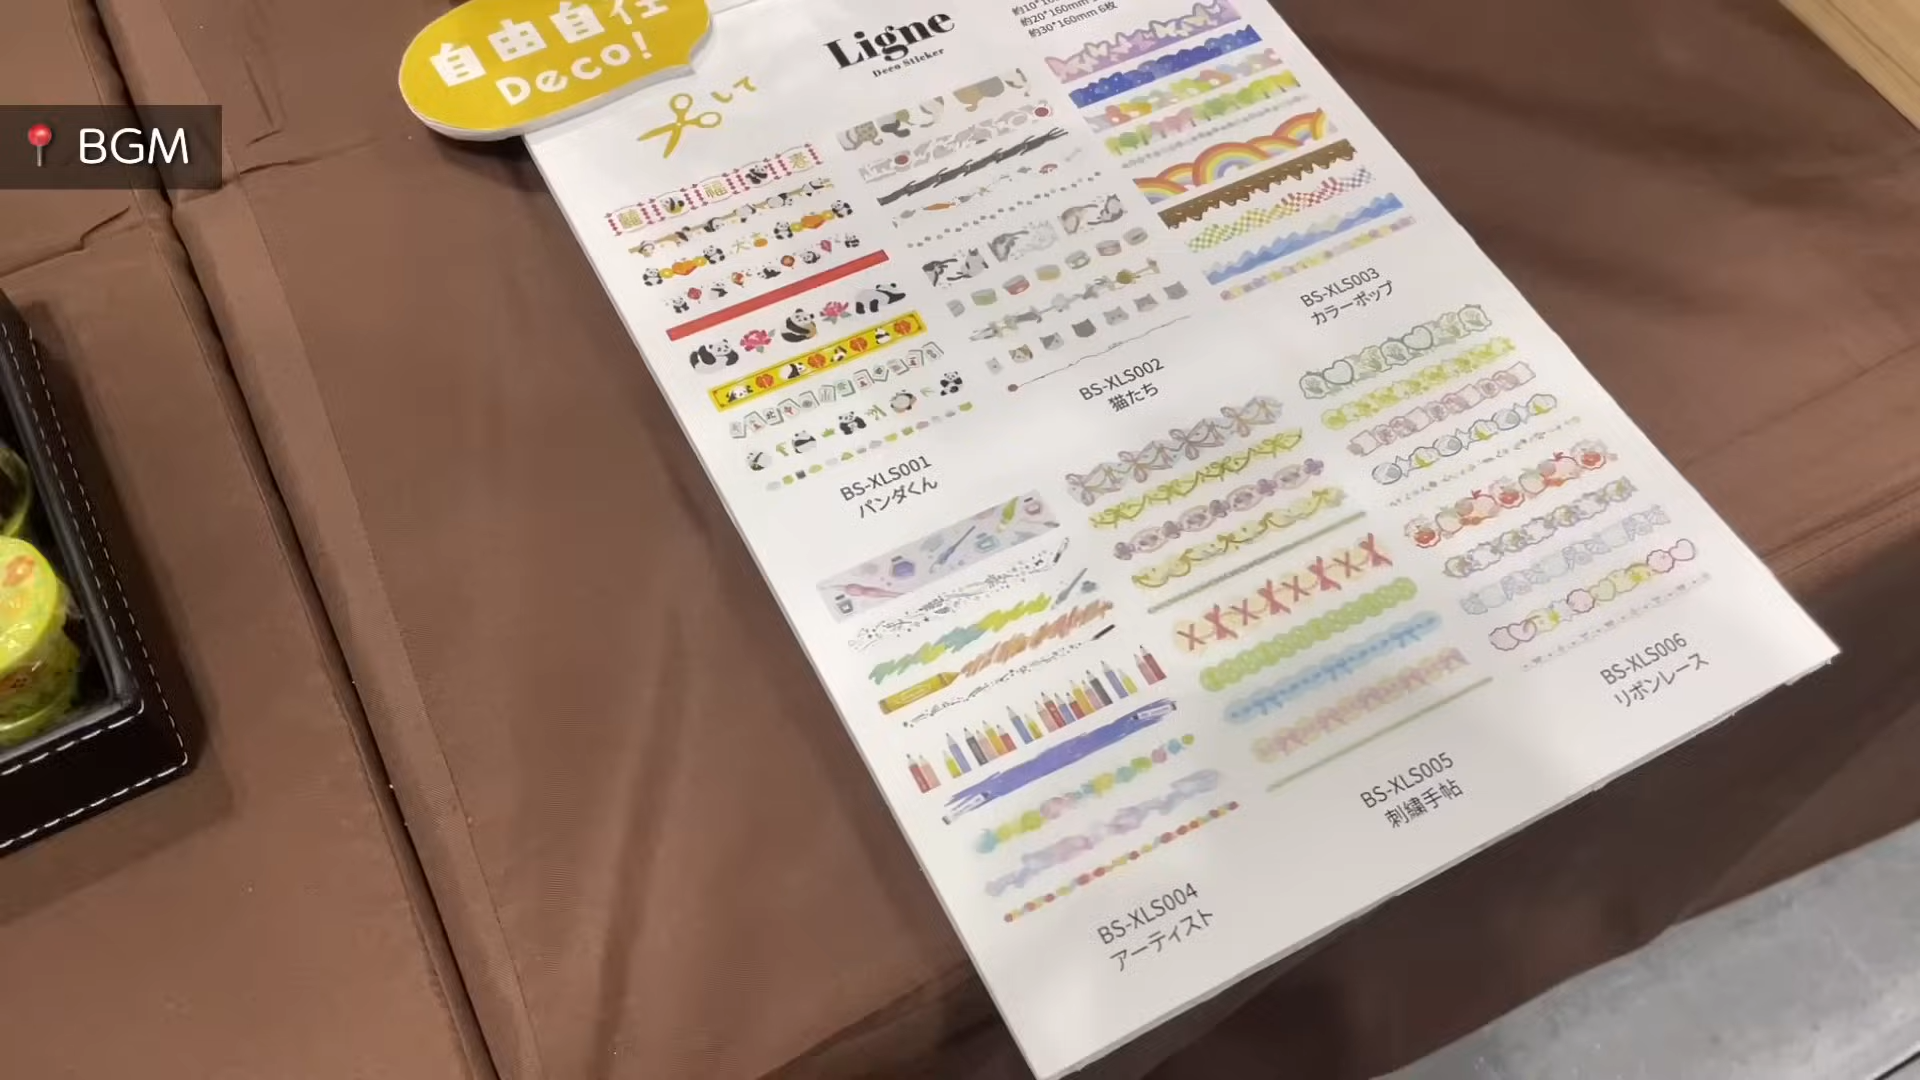 自由自在
Deco!
Ligne
Deco Sticker
して
約20*160mm
約30*160mm 6枚
BGM
福
BS-XLS001
パンダくん
BS-XLS002
猫たち
BS-XLS003
カラーポップ
BS-XLS004
アーティスト
BS-XLS005
刺繍手帖
BS-XLS006
リボンレース